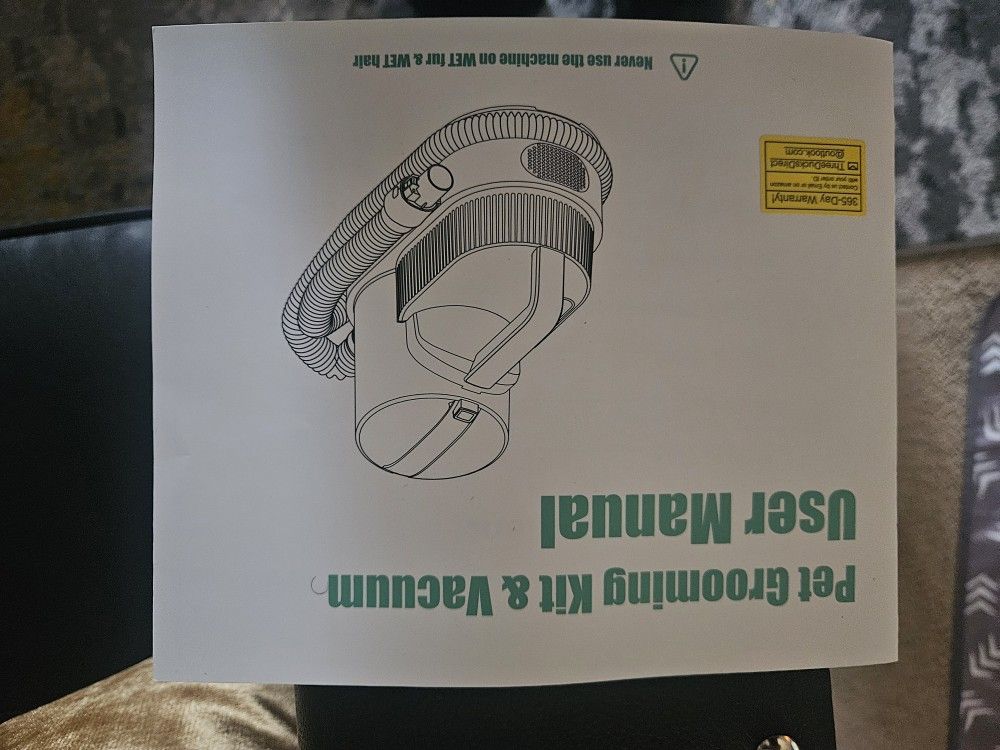 Pet Grooming Kit & Vacuum
User Manual
365-Day Warranty!
Contact us by Email or on amazon
with your order ID
ThreeDucksDirect
@outlook.com
Never use the machine on WET fur & WET hair